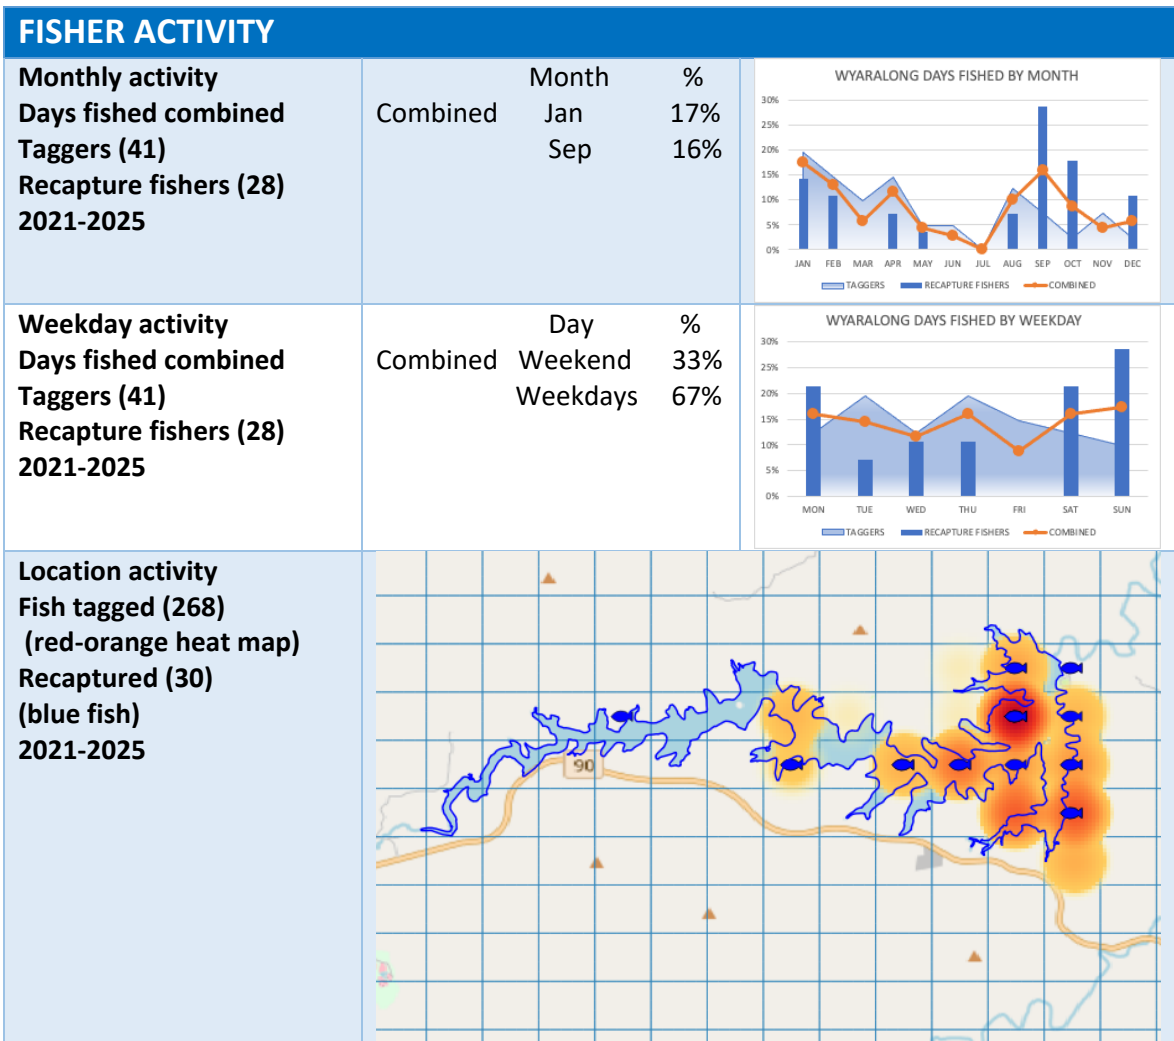 FISHER ACTIVITY
Monthly activity
Days fished combined
Taggers (41)
Recapture fishers (28)
2021-2025
Month %
Combined Jan 17%
Sep 16%
WYARALONG DAYS FISHED BY MONTH
30%
25%
20%
15%
10%
5%
0%
JAN FEB MAR APR MAY JUN JUL AUG SEP OCT NOV DEC
TAGGERS RECAPTURE FISHERS COMBINED
Weekday activity
Days fished combined
Taggers (41)
Recapture fishers (28)
2021-2025
Day %
Combined Weekend 33%
Weekdays 67%
WYARALONG DAYS FISHED BY WEEKDAY
30%
25%
20%
15%
10%
5%
0%
MON TUE WED THU FRI SAT SUN
TAGGERS RECAPTURE FISHERS COMBINED
Location activity
Fish tagged (268)
(red-orange heat map)
Recaptured (30)
(blue fish)
2021-2025
90